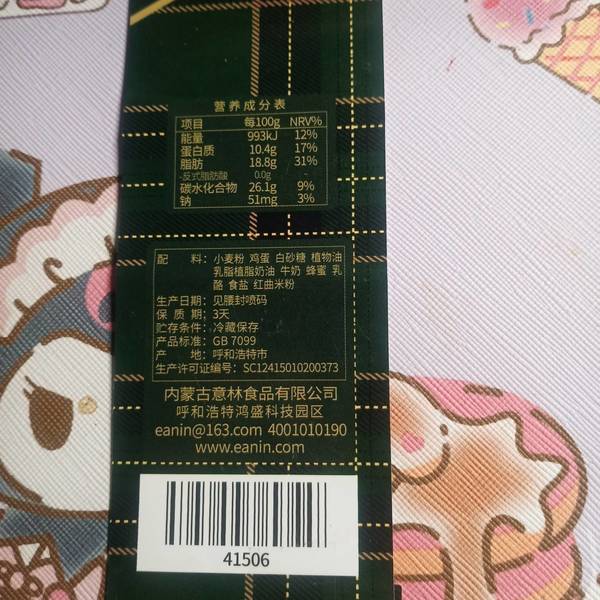 营养成分表
项目 每100g NRV%
能量 993kJ 12%
蛋白质 10.4g 17%
脂肪 18.8g 31%
-反式脂肪酸 0.0g -
碳水化合物 26.1g 9%
钠 51mg 3%
配 料: 小麦粉 鸡蛋 白砂糖 植物油
乳脂植脂奶油 牛奶 蜂蜜 乳
酪 食盐 红曲米粉
生产日期: 见腰封喷码
保 质 期: 3天
贮存条件: 冷藏保存
产品标准: GB 7099
产 地: 呼和浩特市
生产许可证编号: SC12415010200373
内蒙古意林食品有限公司
呼和浩特鸿盛科技园区
eanin@163.com 4001010190
www.eanin.com
41506